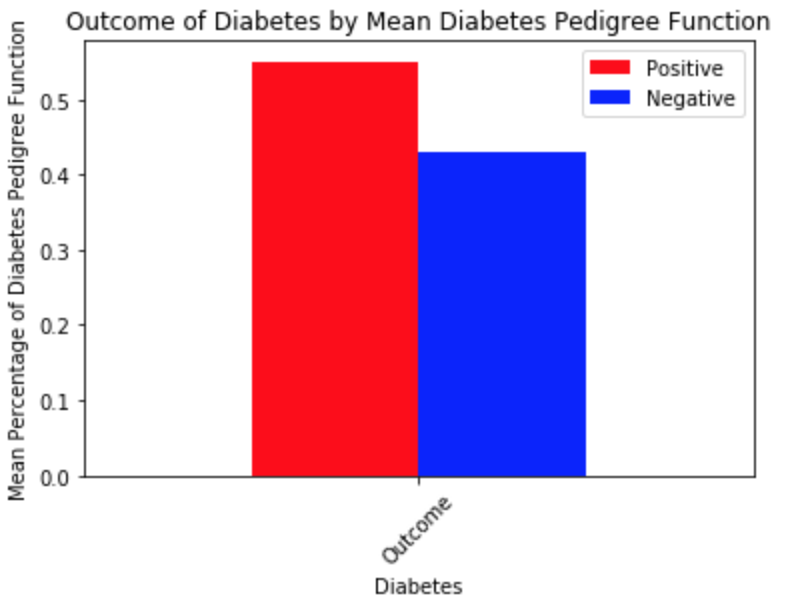 Outcome of Diabetes by Mean Diabetes Pedigree Function
Mean Percentage of Diabetes Pedigree Function
Positive
Negative
0.5
0.4
0.3
0.2
0.1
0.0
Outcome
Diabetes